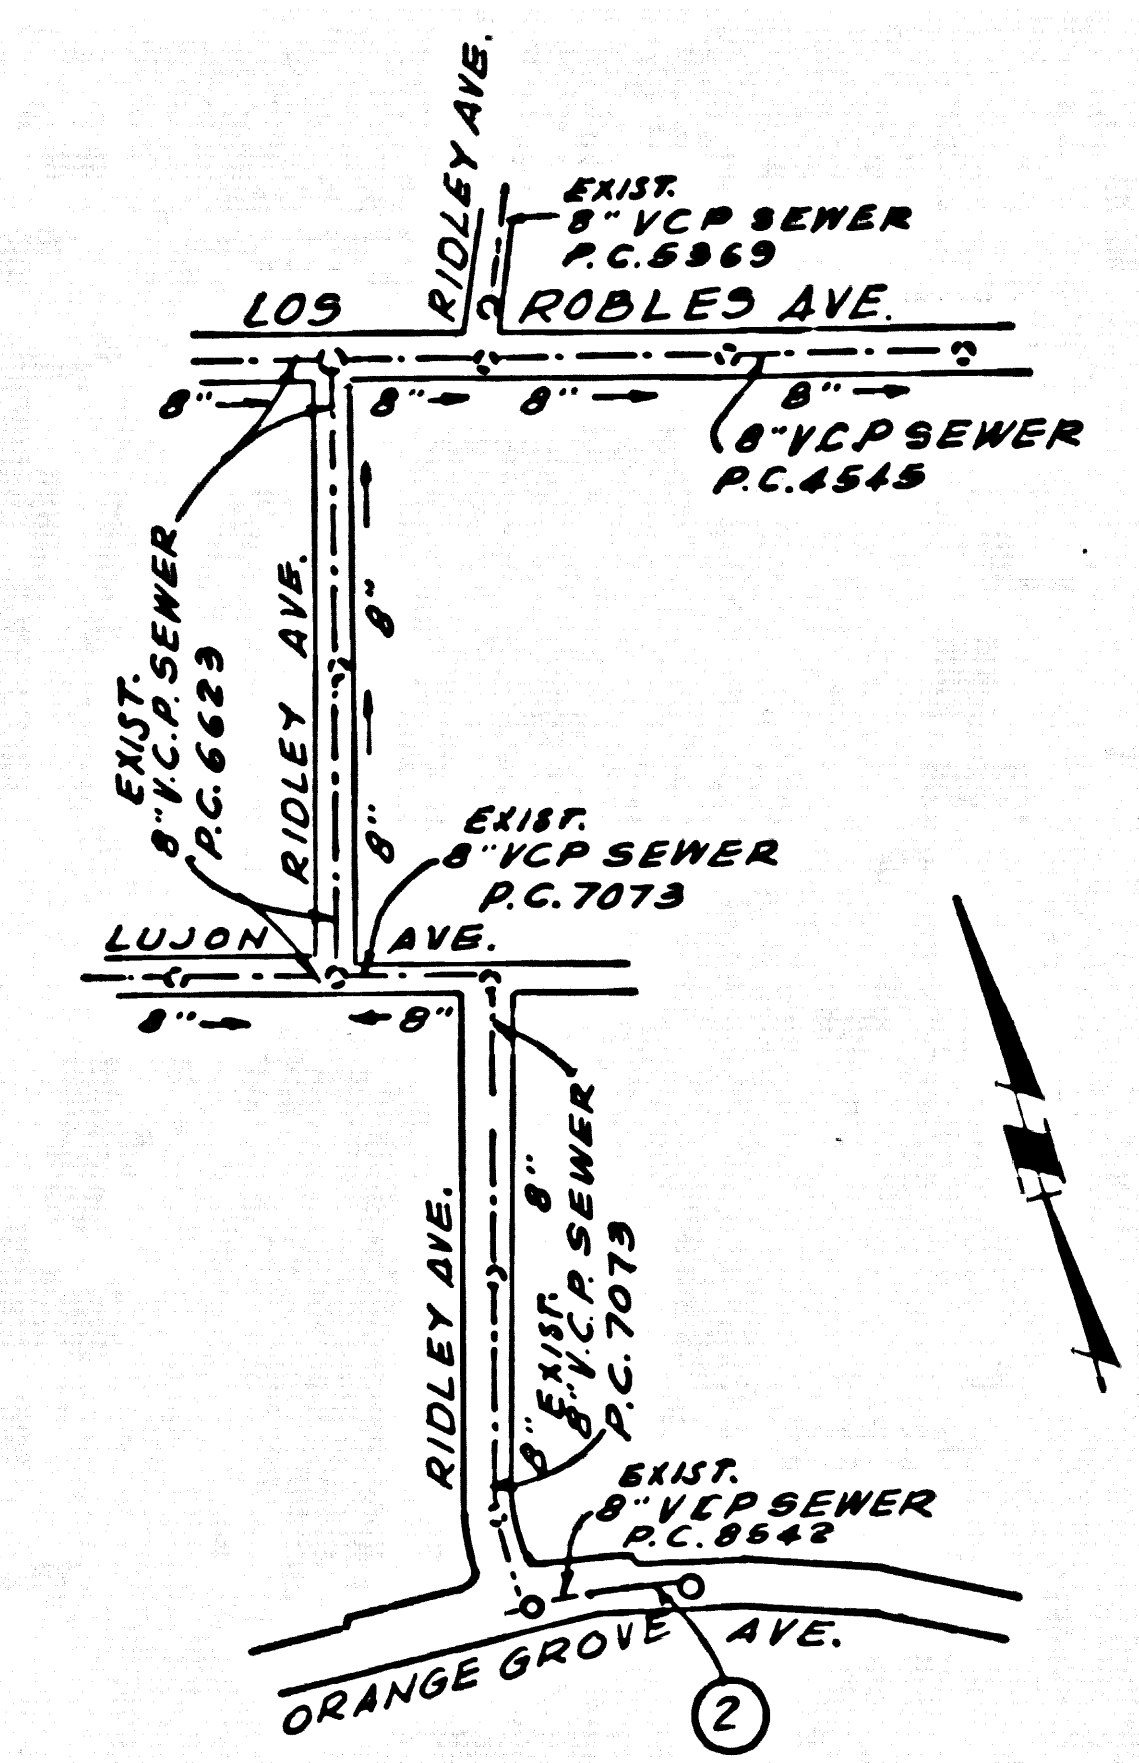 RIDLEY AVE.
EXIST.
8" VCP SEWER
P.C. 5369
LOS ROBLES AVE.
8" 8" 8" 8"
8" V.C.P SEWER
P.C. 4545
EXIST.
8" V.C.P. SEWER
P.C. 6623
RIDLEY AVE.
8"
8"
EXIST.
8" VCP SEWER
P.C. 7073
LUJON AVE.
8" 8"
RIDLEY AVE.
8"
8"
EXIST.
8" V.C.P. SEWER
P.C. 7073
EXIST.
8" VCP SEWER
P.C. 8642
ORANGE GROVE AVE.
2